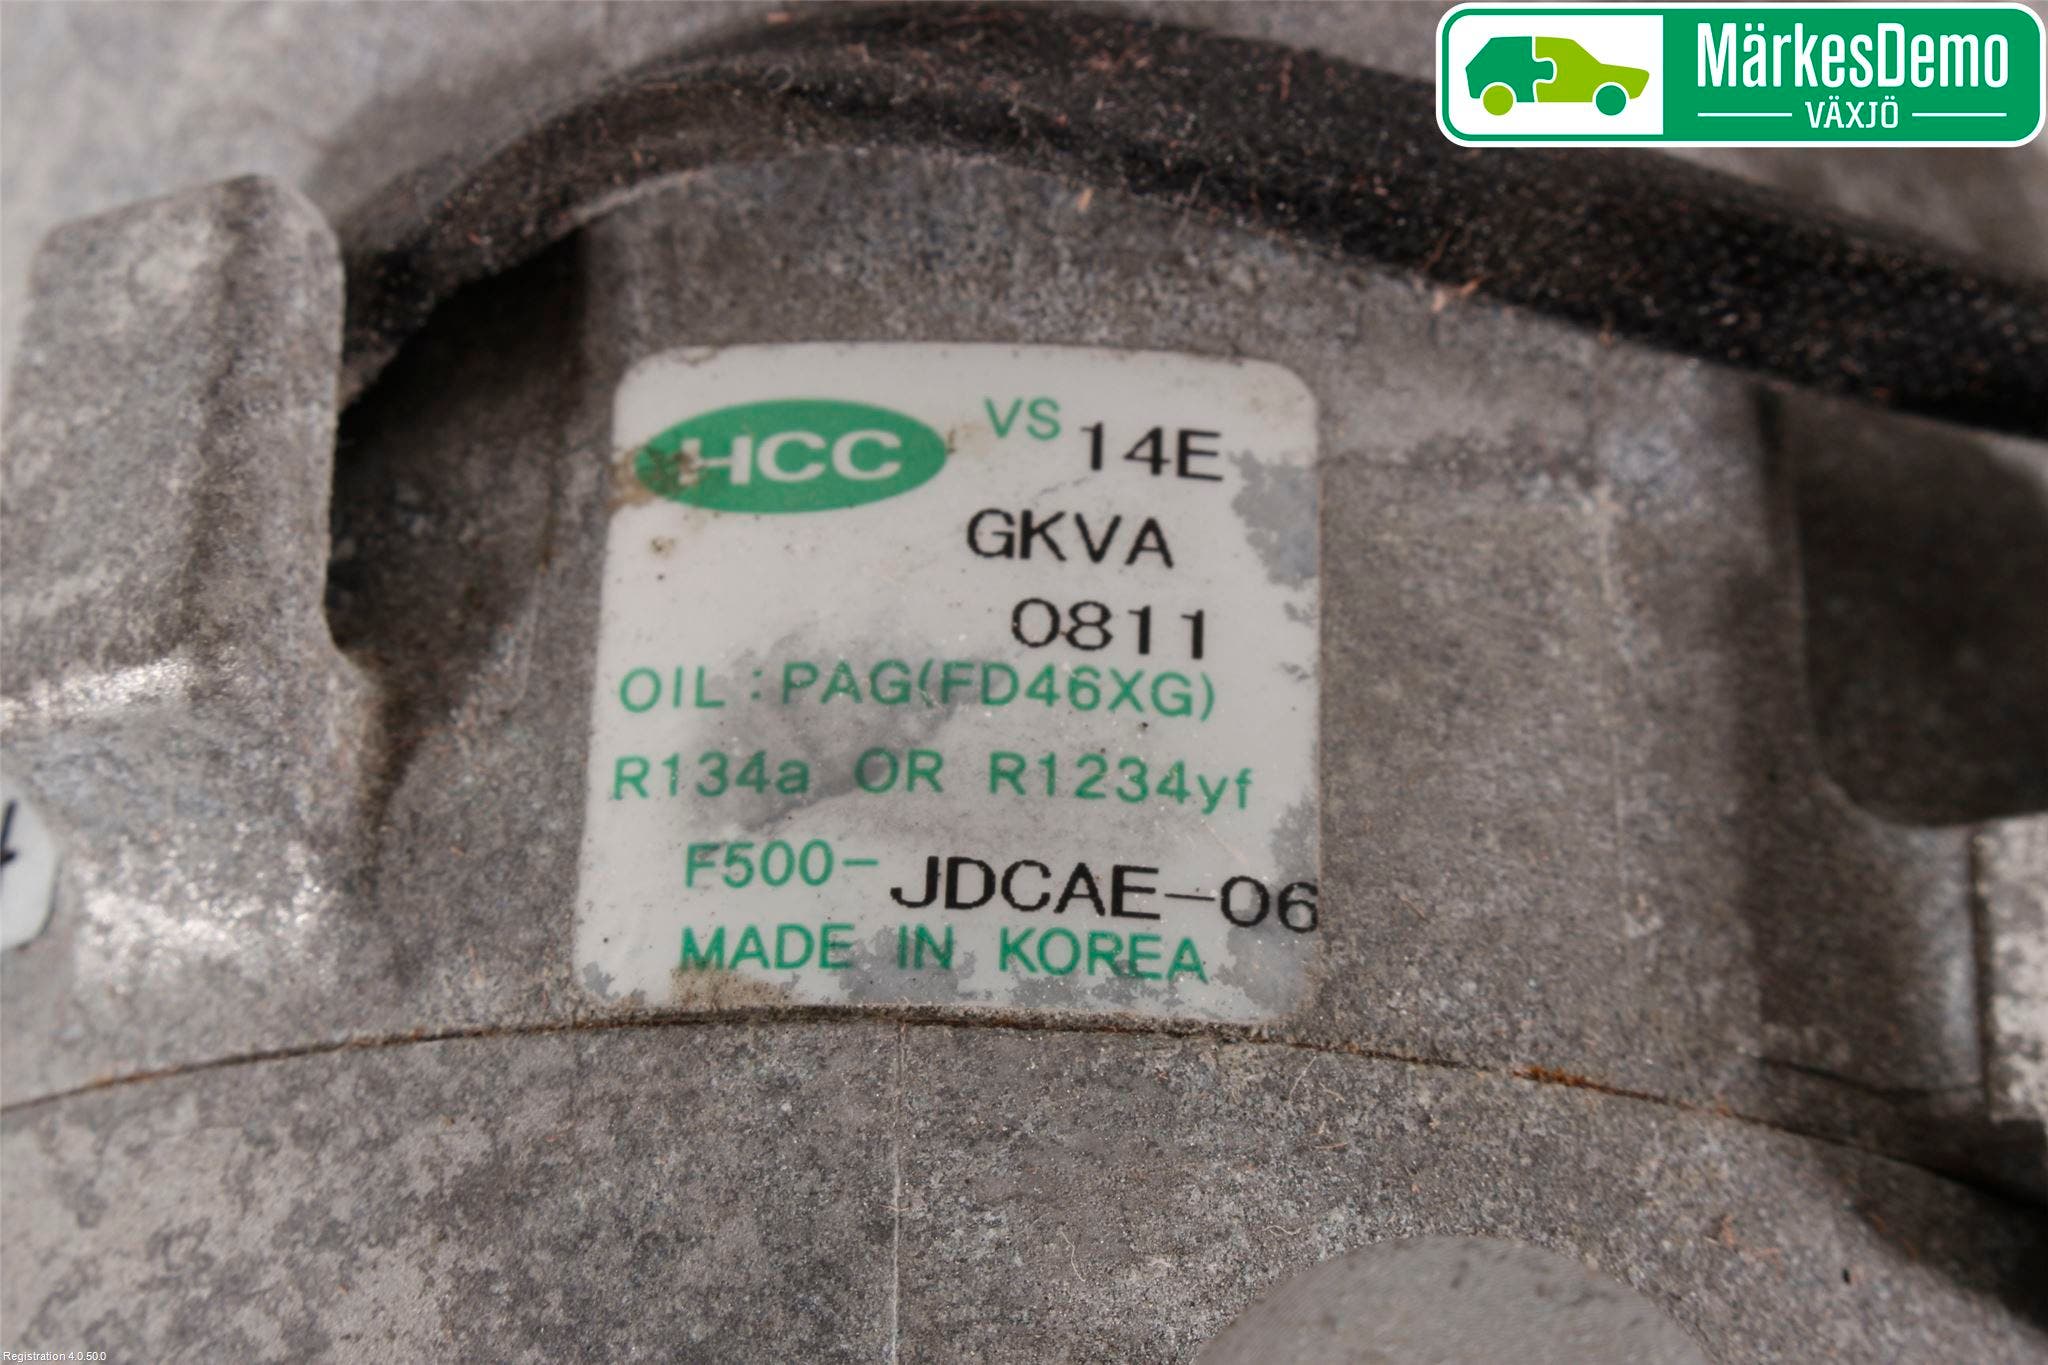 MärkesDemo
VÄXJÖ
HCC VS 14E
GKVA
0811
OIL : PAG(FD46XG)
R134a OR R1234yf
F500-JDCAE-06
MADE IN KOREA
Registration 4.0.50.0